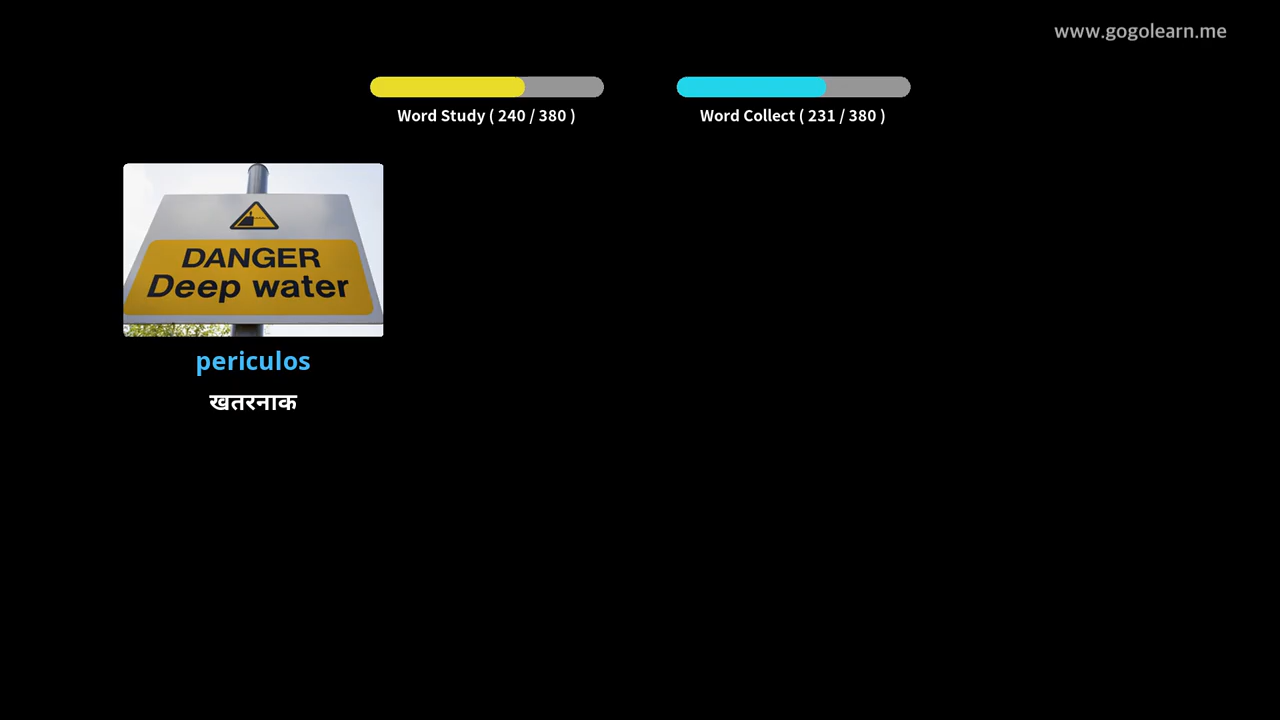 www.gogolearn.me
Word Study ( 240 / 380 )
Word Collect ( 231 / 380 )
DANGER
Deep water
periculos
खतरनाक